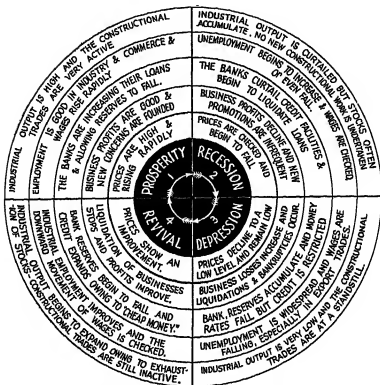 INDUSTRIAL OUTPUT IS HIGH AND THE CONSTRUCTIONAL
TRADES ARE VERY ACTIVE
EMPLOYMENT IS GOOD IN INDUSTRY & COMMERCE &
WAGES RISE RAPIDLY
THE BANKS ARE INCREASING THEIR LOANS
& ALLOWING RESERVES TO FALL.
BUSINESS PROFITS ARE GOOD &
NEW CONCERNS ARE FOUNDED
PRICES ARE HIGH &
RISING RAPIDLY
PROSPERITY
1
INDUSTRIAL OUTPUT IS CURTAILED BUT STOCKS OFTEN
ACCUMULATE. NO NEW CONSTRUCTIONAL WORK IS UNDERTAKEN
UNEMPLOYMENT BEGINS TO INCREASE & WAGES ARE CHECKED,
OF EVEN FALL.
THE BANKS CURTAIL CREDIT FACILITIES &
BEGIN TO LIQUIDATE LOANS
BUSINESS PROFITS DECLINE AND NEW
PROMOTIONS ARE INFREQUENT
PRICES ARE CHECKED AND
BEGIN TO FALL
RECESSION
2
DEPRESSION
3
PRICES DECLINE TO A
LOW LEVEL AND REMAIN LOW
BUSINESS LOSSES INCREASE AND
LIQUIDATIONS & BANKRUPTCIES OCCUR.
BANK RESERVES ACCUMULATE AND MONEY
RATES FALL BUT CREDIT IS RESTRICTED
UNEMPLOYMENT IS WIDESPREAD AND WAGES ARE
FALLING, ESPECIALLY IN EXPORT TRADES.
INDUSTRIAL OUTPUT IS VERY LOW AND THE CONSTRUCTIONAL
TRADES ARE AT A STANDSTILL
REVIVAL
4
PRICES SHOW AN
IMPROVEMENT.
LIQUIDATION OF BUSINESSES
STOPS AND PROFITS IMPROVE.
BANK RESERVES BEGIN TO FALL AND
CREDIT EXPANDS OWING TO "CHEAP MONEY."
INDUSTRIAL EMPLOYMENT IMPROVES AND THE
DOWNWARD MOVEMENT OF WAGES IS CHECKED.
INDUSTRIAL OUTPUT BEGINS TO EXPAND OWING TO EXHAUST-
ION OF STOCKS. CONSTRUCTIONAL TRADES ARE STILL INACTIVE.